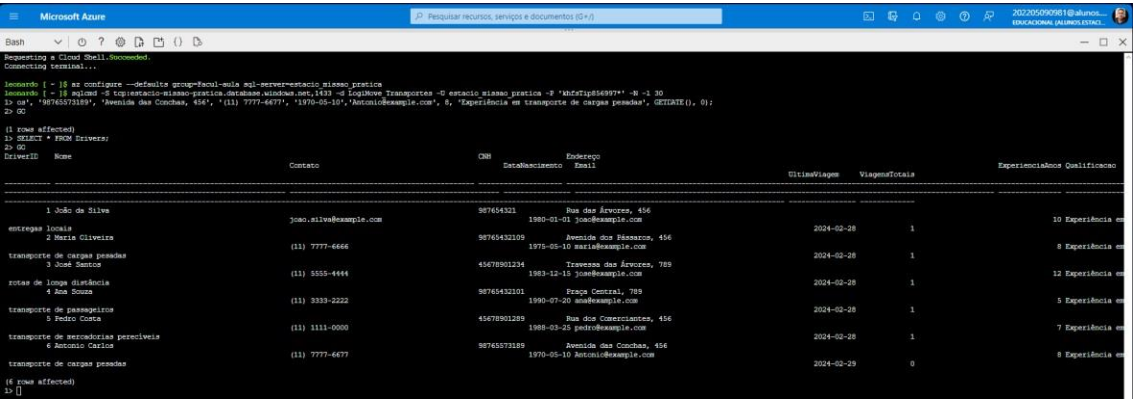 Microsoft Azure
Pesquisar recursos, serviços e documentos (G+/)
202205090981@alunos....
EDUCACIONAL (ALUNOS.ESTACI...
Bash
Requesting a Cloud Shell.Succeeded.
Connecting terminal...
leonardo [ ~ ]$ az configure --defaults group=Facul-aula sql-server=estacio_missao_pratica
leonardo [ ~ ]$ sqlcmd -S tcp:estacio-missao-pratica.database.windows.net,1433 -d LogiMove_Transportes -U estacio_missao_pratica -P "KhfsTip856997*" -N -l 30
1> os', '98765573189', 'Avenida das Conchas, 456', '(11) 7777-6677', '1970-05-10','Antonio@example.com', 8, 'Experiência em transporte de cargas pesadas', GETDATE(), 0);
2> GO
(1 rows affected)
1> SELECT * FROM Drivers;
2> GO
DriverID Nome CNH Endereço
Contato DataNascimento Email ExperienciaAnos Qualificacao
UltimaViagem ViagensTotais
1 João da Silva 987654321 Rua das Árvores, 456
joao.silva@example.com 1980-01-01 joao@example.com 10 Experiência em
entregas locais 2024-02-28 1
2 Maria Oliveira 98765432109 Avenida dos Pássaros, 456
(11) 7777-6666 1975-05-10 maria@example.com 8 Experiência em
transporte de cargas pesadas 2024-02-28 1
3 José Santos 45678901234 Travessa das Árvores, 789
(11) 5555-4444 1983-12-15 jose@example.com 12 Experiência em
rotas de longa distância 2024-02-28 1
4 Ana Souza 98765432101 Praça Central, 789
(11) 3333-2222 1990-07-20 ana@example.com 5 Experiência em
transporte de passageiros 2024-02-28 1
5 Pedro Costa 45678901289 Rua dos Comerciantes, 456
(11) 1111-0000 1988-03-25 pedro@example.com 7 Experiência em
transporte de mercadorias perecíveis 2024-02-28 1
6 Antonio Carlos 98765573189 Avenida das Conchas, 456
(11) 7777-6677 1970-05-10 Antonio@example.com 8 Experiência em
transporte de cargas pesadas 2024-02-29 0
(6 rows affected)
1>